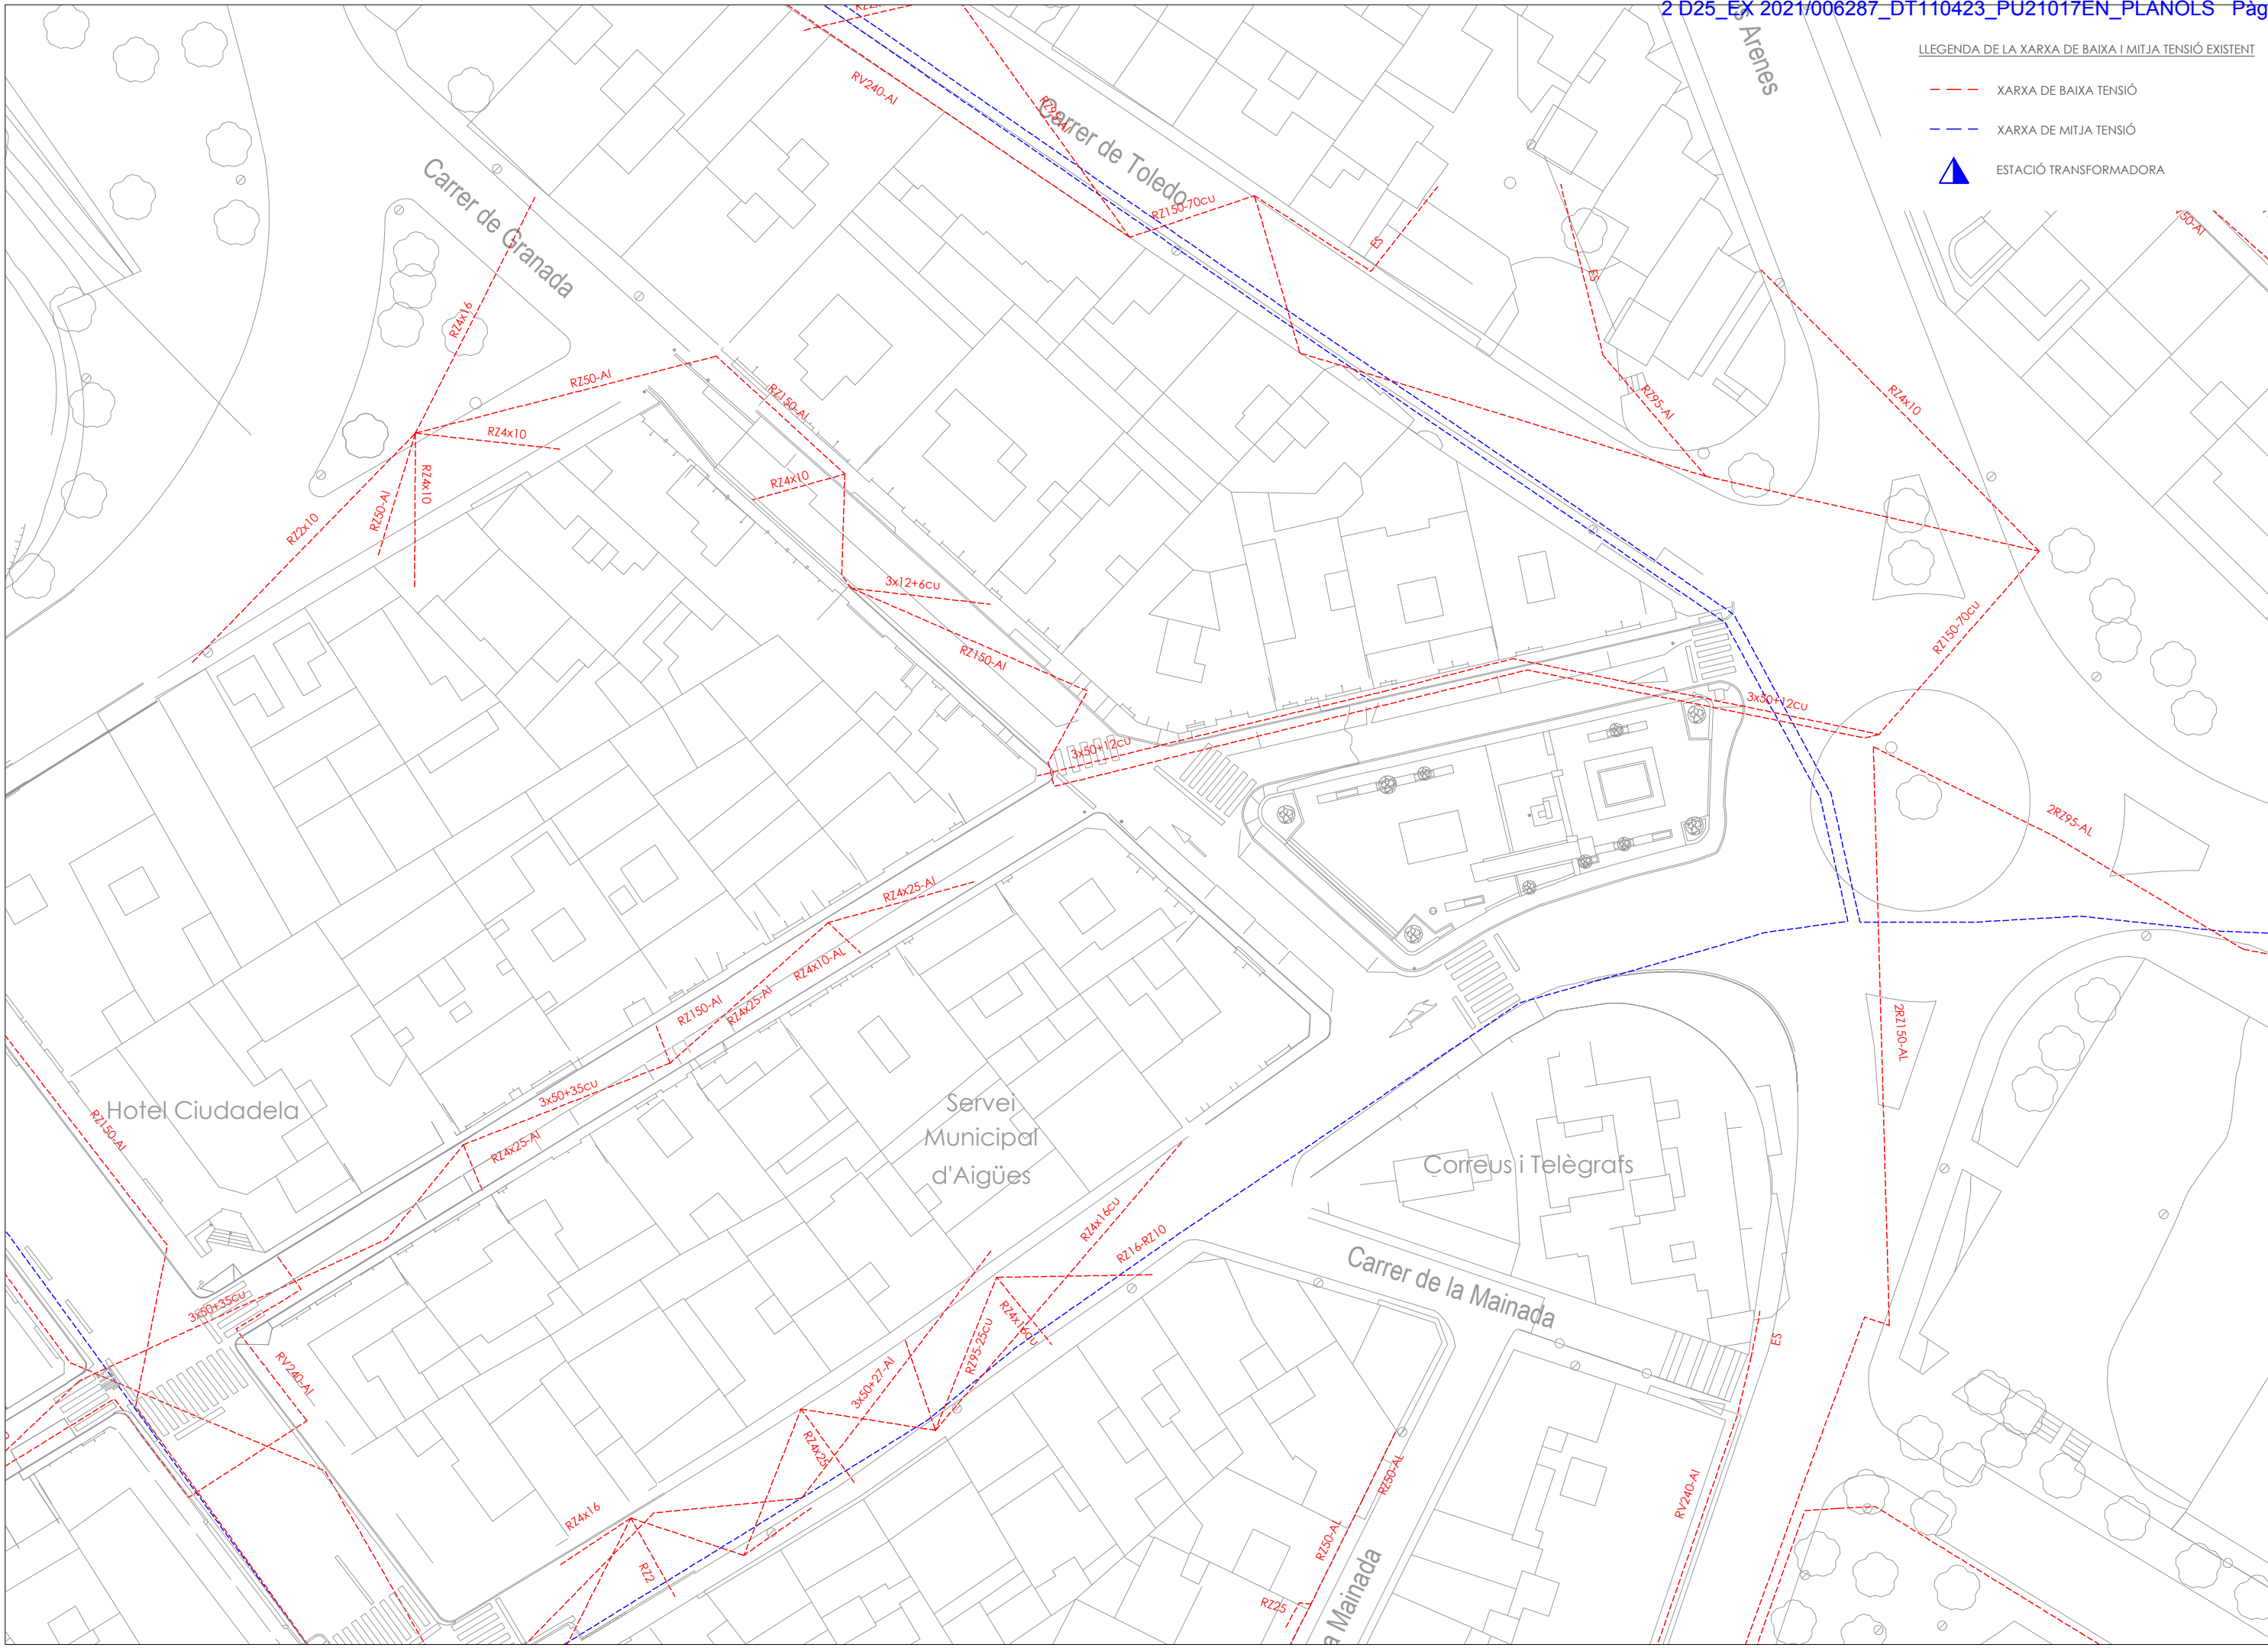 2 D25_EX 2021/006287_DT110423_PU21017EN_PLANOLS Pàg
LLEGENDA DE LA XARXA DE BAIXA I MITJA TENSIÓ EXISTENT
XARXA DE BAIXA TENSIÓ
XARXA DE MITJA TENSIÓ
ESTACIÓ TRANSFORMADORA
Arenes
RV240-Al
RZ95-Al
Carrer de Toledo
Carrer de Granada
RZ150-70CU
ES
ES
RZ4x16
RZ50-Al
RZ150-Al
RZ95-Al
RZ4x10
RZ4x10
RZ4x10
RZ4x10
RZ50-Al
RZ2x10
3x12+6CU
RZ150-Al
RZ150-70CU
3x50+12CU
3x50+12CU
2RZ95-AL
RZ4x25-Al
RZ4x10-AL
RZ150-Al
RZ4x25-Al
2RZ150-AL
3x50+35CU
RZ4x25-Al
RZ150-Al
Hotel Ciudadela
Servei
Municipal
d'Aigües
Correus i Telègrafs
RZ4x16CU
RZ16-RZ10
Carrer de la Mainada
3x50+35CU
RZ4x16CU
RZ95-25CU
ES
RV240-Al
3x50+27-Al
RZ4x25
RZ50-AL
RV240-Al
RZ4x16
RZ50-AL
RZ2
RZ25
Mainada